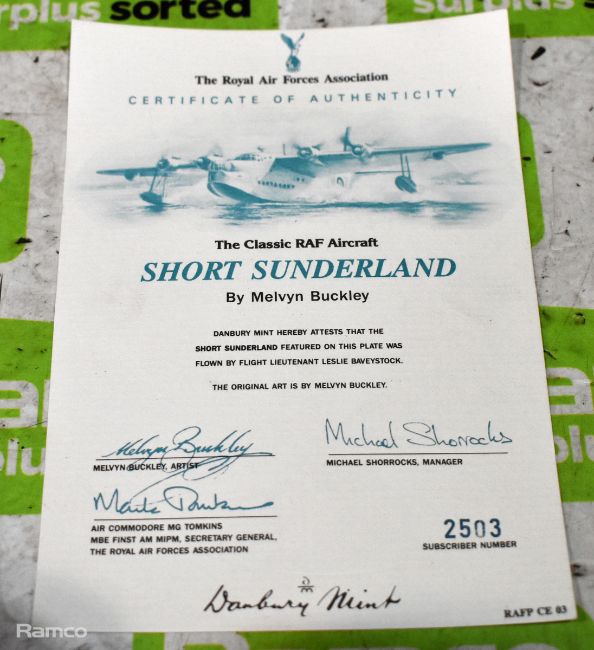 surplus sorted
The Royal Air Forces Association
CERTIFICATE OF AUTHENTICITY
The Classic RAF Aircraft
SHORT SUNDERLAND
By Melvyn Buckley
DANBURY MINT HEREBY ATTESTS THAT THE
SHORT SUNDERLAND FEATURED ON THIS PLATE WAS
FLOWN BY FLIGHT LIEUTENANT LESLIE BAVEYSTOCK.
THE ORIGINAL ART IS BY MELVYN BUCKLEY.
Melvyn Buckley
MELVYN BUCKLEY, ARTIST
Michael Shorrocks
MICHAEL SHORROCKS, MANAGER
AIR COMMODORE MG TOMKINS
MBE FINST AM MIPM, SECRETARY GENERAL,
THE ROYAL AIR FORCES ASSOCIATION
2503
SUBSCRIBER NUMBER
Danbury Mint
RAFP CE 03
Ramco